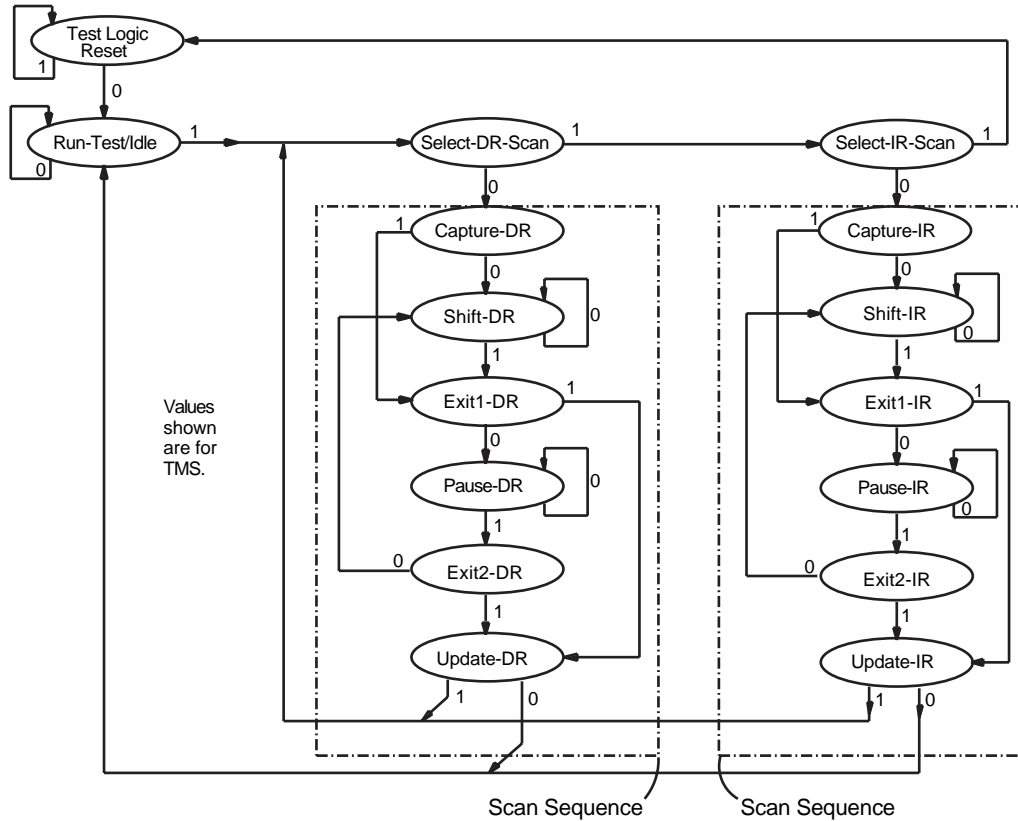 Test Logic
Reset
1
0
Run-Test/Idle
0
1
Select-DR-Scan
1
Select-IR-Scan
1
0
0
1
Capture-DR
0
1
Capture-IR
0
Shift-DR
0
1
Shift-IR
0
1
Exit1-DR
1
0
Exit1-IR
1
0
Values
shown
are for
TMS.
Pause-DR
0
1
Pause-IR
0
1
0
Exit2-DR
1
0
Exit2-IR
1
Update-DR
1
0
Update-IR
1
0
Scan Sequence
Scan Sequence